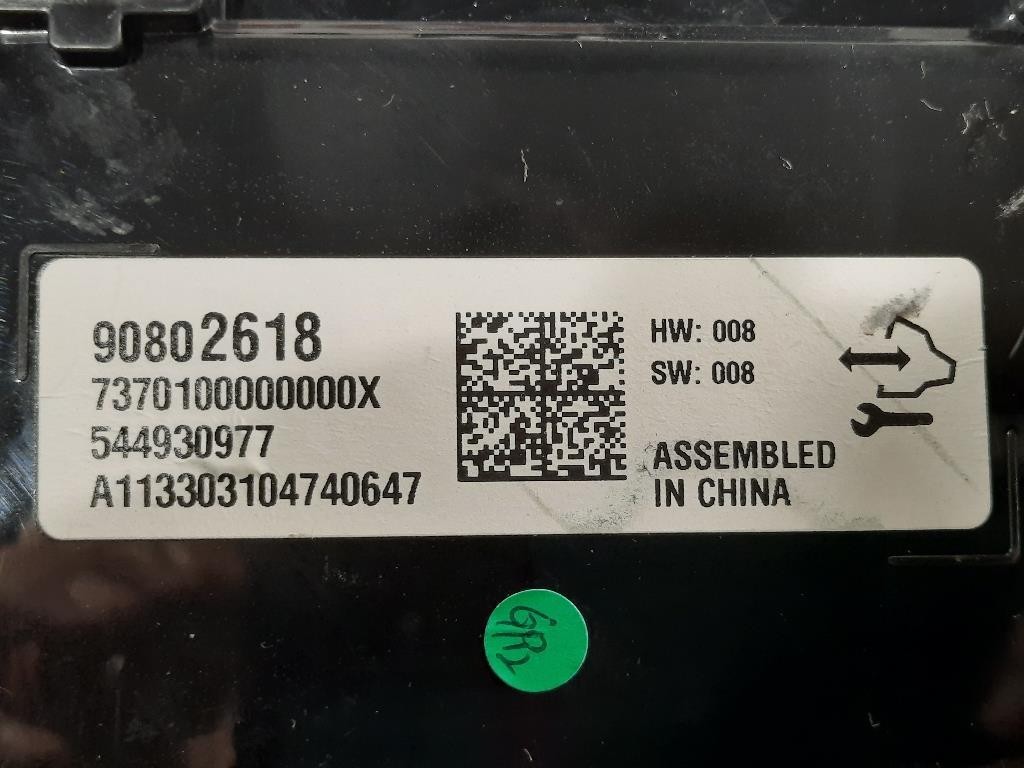 90802618
7370100000000X
544930977
A113303104740647
HW: 008
SW: 008
ASSEMBLED
IN CHINA